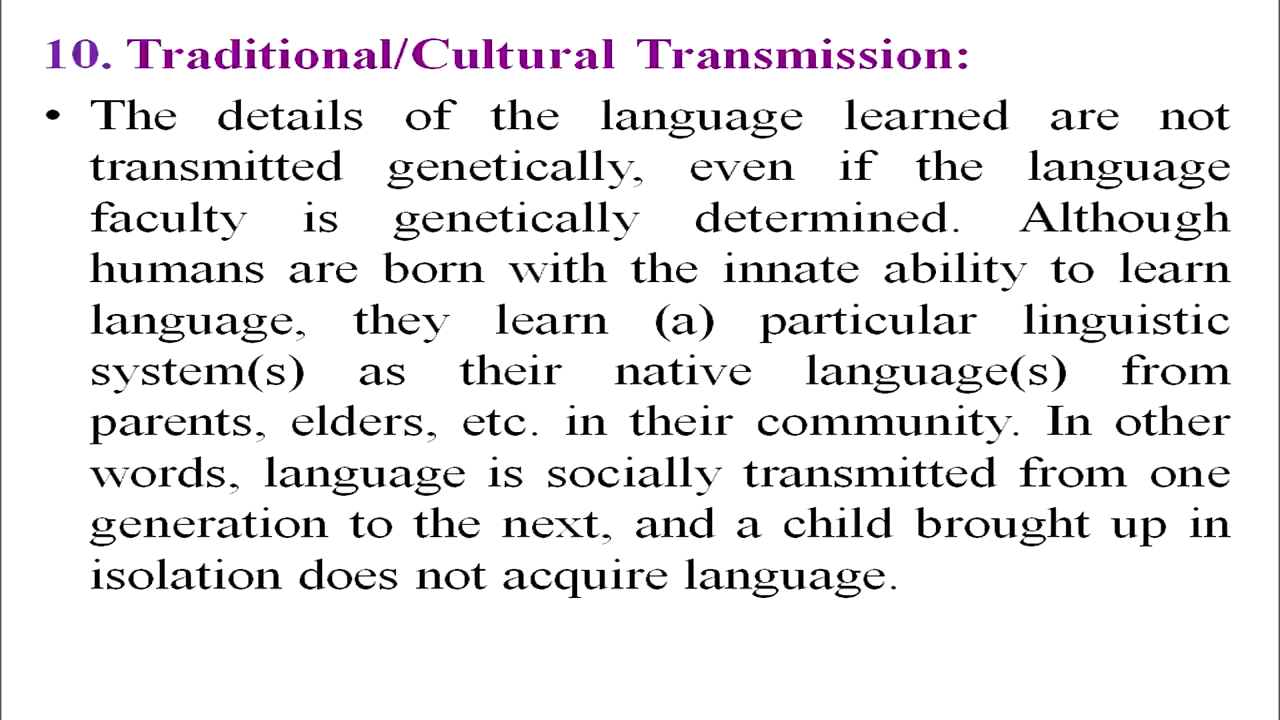 10. Traditional/Cultural Transmission:
• The details of the language learned are not
transmitted genetically, even if the language
faculty is genetically determined. Although
humans are born with the innate ability to learn
language, they learn (a) particular linguistic
system(s) as their native language(s) from
parents, elders, etc. in their community. In other
words, language is socially transmitted from one
generation to the next, and a child brought up in
isolation does not acquire language.